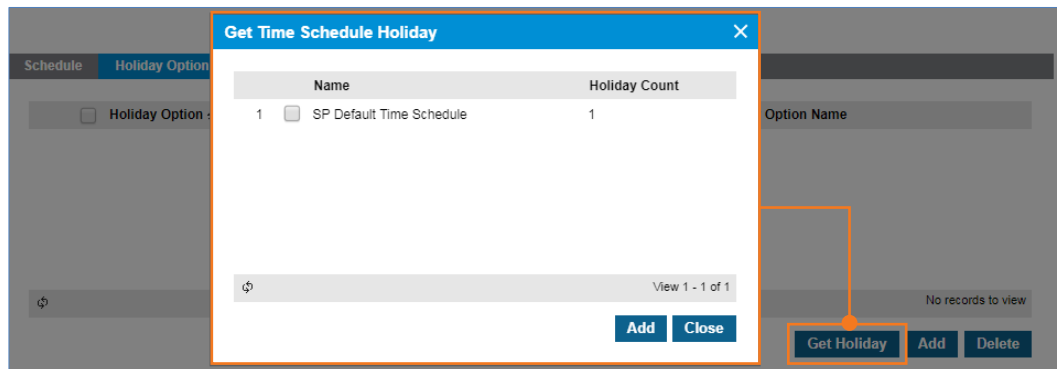 Get Time Schedule Holiday
Schedule Holiday Option
Name Holiday Count
Holiday Option Option Name
1 SP Default Time Schedule 1
View 1 - 1 of 1
No records to view
Add Close
Get Holiday Add Delete